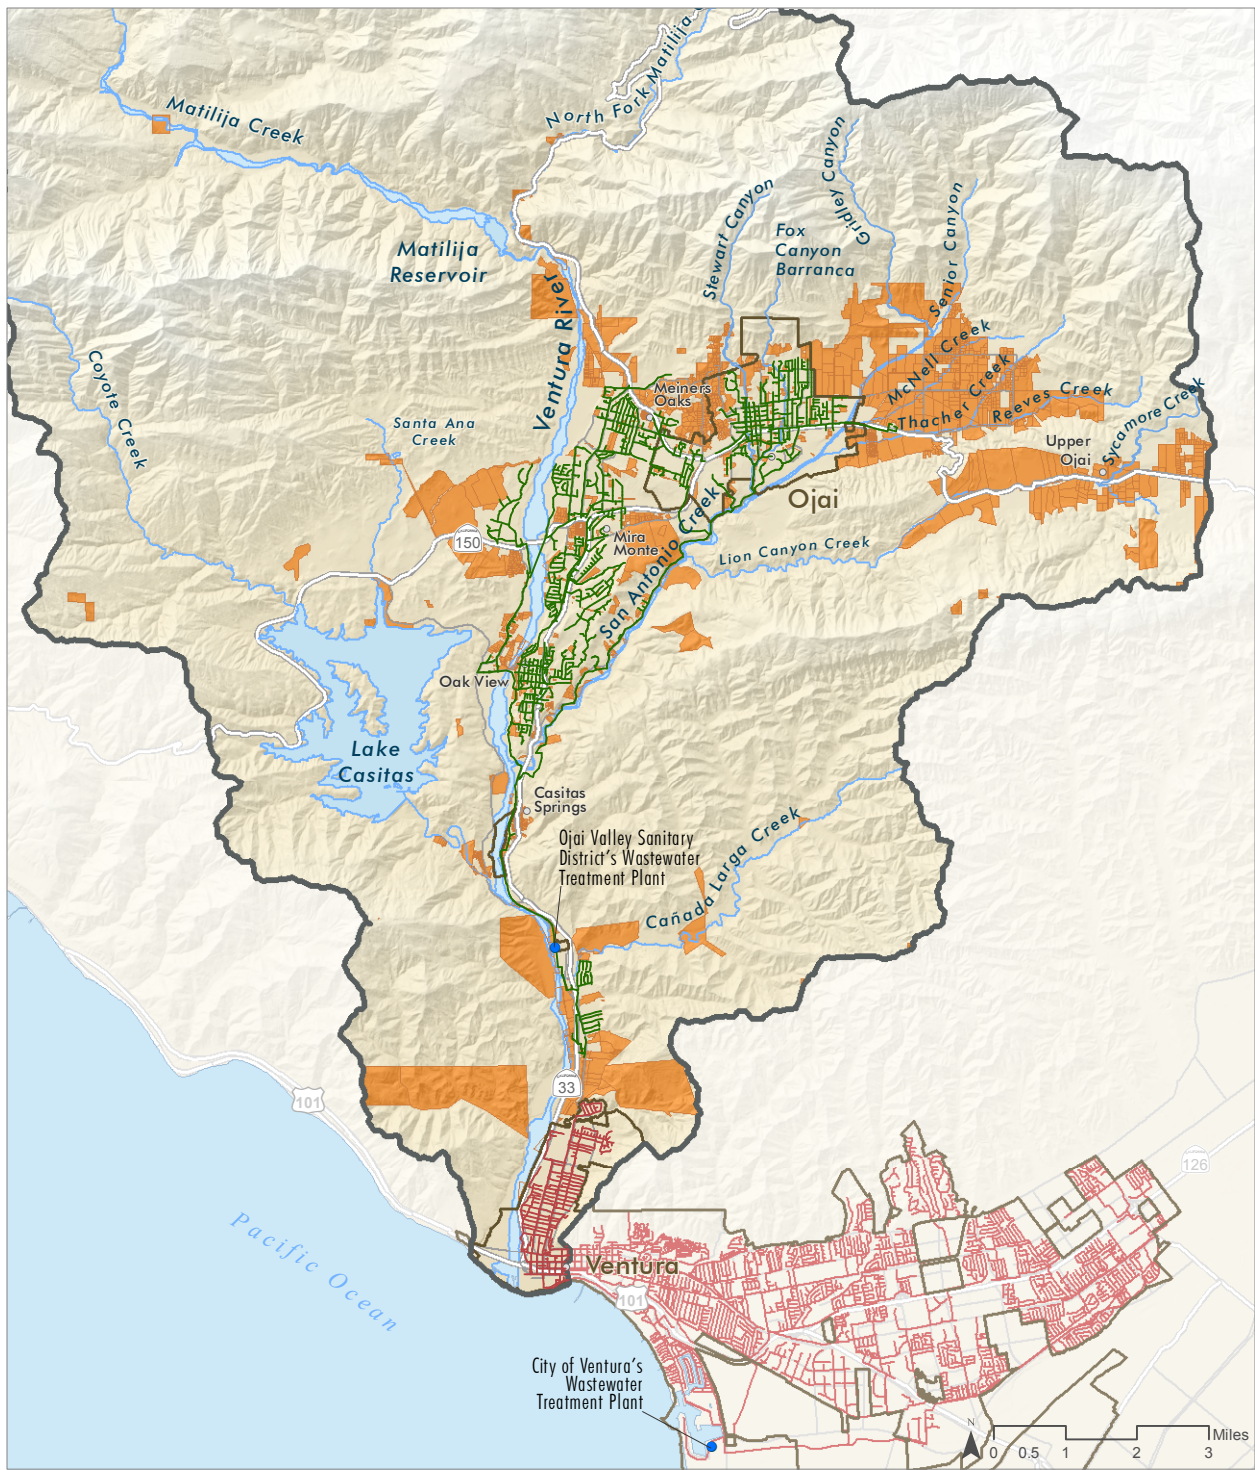 Matilija Creek
North Fork Matilija
Matilija
Reservoir
Ventura River
Stewart Canyon
Fox
Canyon
Barranca
Gridley Canyon
Senior Canyon
McNell Creek
Thacher Creek
Reeves Creek
Sycamore Creek
Upper
Ojai
Coyote Creek
Santa Ana
Creek
Meiners
Oaks
Ojai
150
Mira
Monte
San Antonio Creek
Lion Canyon Creek
Oak View
Lake
Casitas
Casitas
Springs
Ojai Valley Sanitary
District's Wastewater
Treatment Plant
Cañada Larga Creek
33
101
126
Pacific Ocean
Ventura
101
City of Ventura's
Wastewater
Treatment Plant
N
Miles
0 0.5 1 2 3